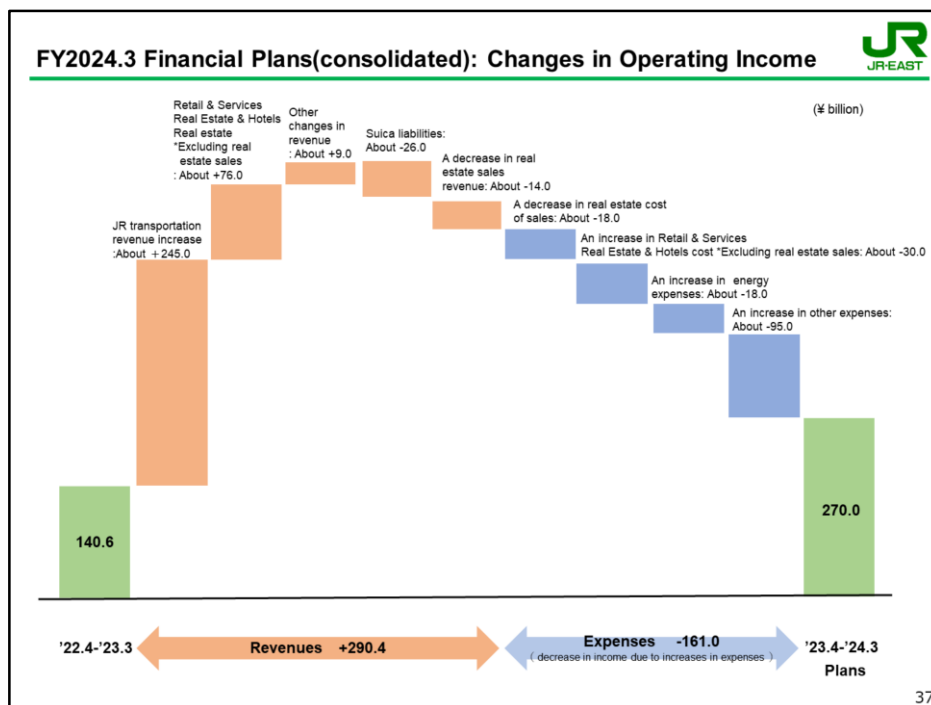 FY2024.3 Financial Plans(consolidated): Changes in Operating Income
JR
JR-EAST
(¥ billion)
JR transportation
revenue increase
:About ＋245.0
Retail & Services
Real Estate & Hotels
Real estate
*Excluding real
estate sales
: About +76.0
Other
changes in
revenue
: About +9.0
Suica liabilities:
About -26.0
A decrease in real
estate sales
revenue: About -14.0
A decrease in real estate cost
of sales: About -18.0
An increase in Retail & Services
Real Estate & Hotels cost *Excluding real estate sales: About -30.0
An increase in energy
expenses: About -18.0
An increase in other expenses:
About -95.0
140.6
270.0
’22.4-’23.3
Revenues +290.4
Expenses -161.0
（ decrease in income due to increases in expenses ）
’23.4-’24.3
Plans
37